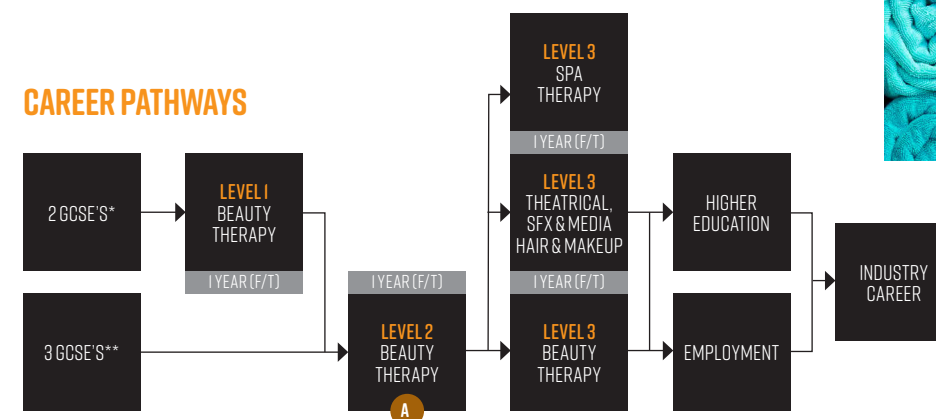 CAREER PATHWAYS
2 GCSE'S*
LEVEL 1
BEAUTY
THERAPY
1 YEAR (F/T)
3 GCSE'S**
1 YEAR (F/T)
LEVEL 2
BEAUTY
THERAPY
A
LEVEL 3
SPA
THERAPY
1 YEAR (F/T)
LEVEL 3
THEATRICAL,
SFX & MEDIA
HAIR & MAKEUP
1 YEAR (F/T)
LEVEL 3
BEAUTY
THERAPY
HIGHER
EDUCATION
EMPLOYMENT
INDUSTRY
CAREER